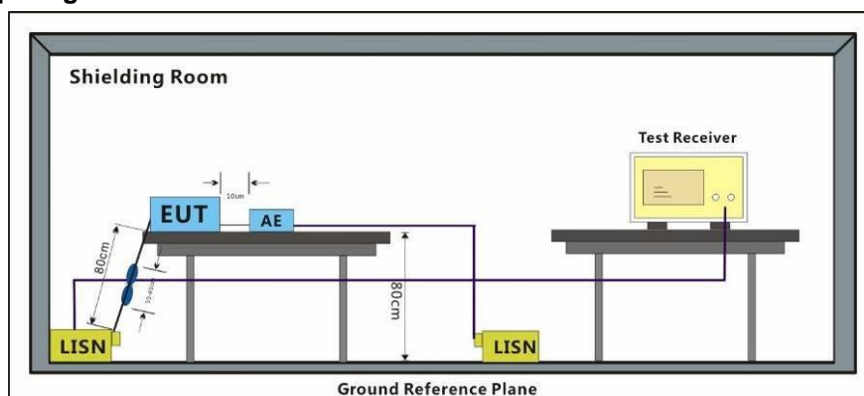 Shielding Room
Test Receiver
10cm
EUT
AE
80cm
80cm
LISN
LISN
Ground Reference Plane